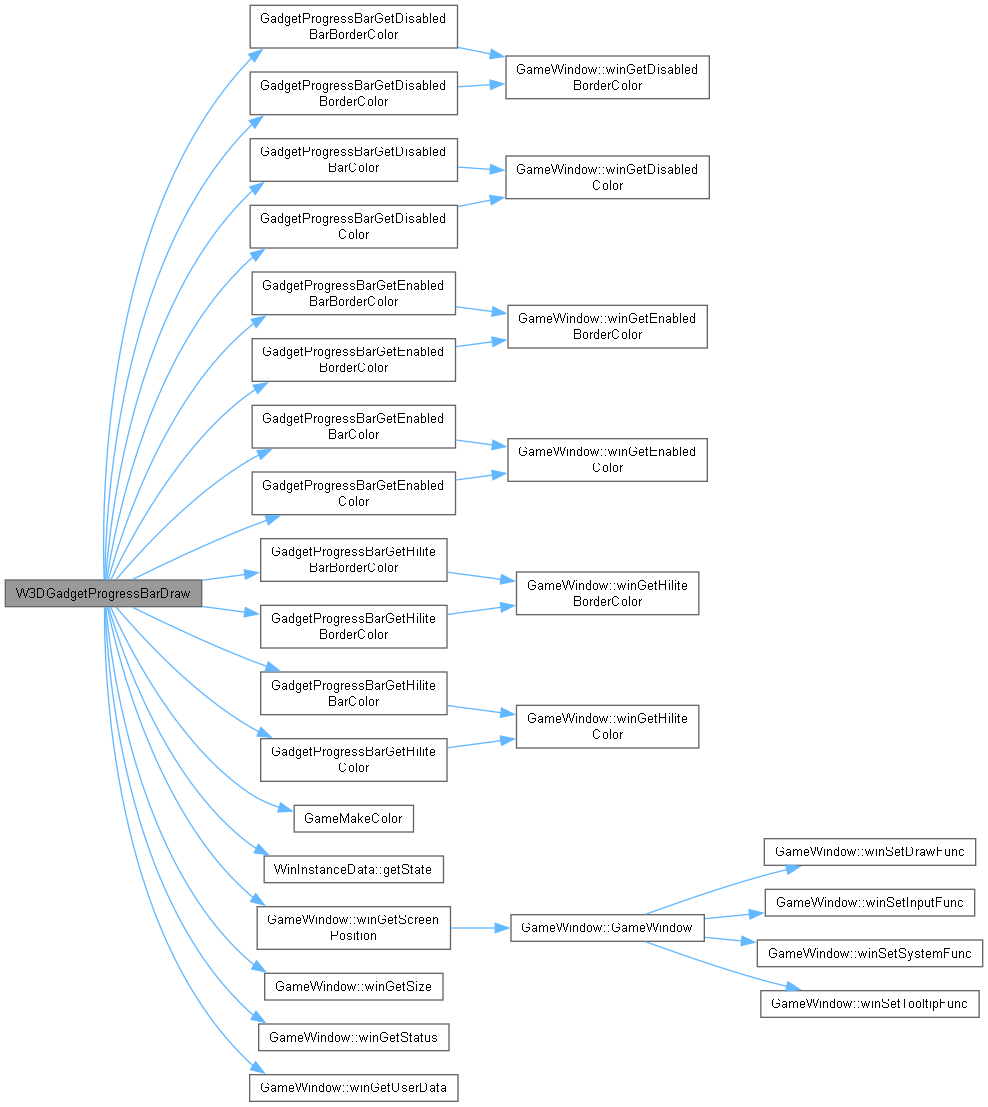 GadgetProgressBarGetDisabled
BarBorderColor
GadgetProgressBarGetDisabled
BorderColor
GadgetProgressBarGetDisabled
BarColor
GadgetProgressBarGetDisabled
Color
GadgetProgressBarGetEnabled
BarBorderColor
GadgetProgressBarGetEnabled
BorderColor
GadgetProgressBarGetEnabled
BarColor
GadgetProgressBarGetEnabled
Color
GadgetProgressBarGetHilite
BarBorderColor
GadgetProgressBarGetHilite
BorderColor
GadgetProgressBarGetHilite
BarColor
GadgetProgressBarGetHilite
Color
GameMakeColor
WinInstanceData::getState
GameWindow::winGetScreen
Position
GameWindow::winGetSize
GameWindow::winGetStatus
GameWindow::winGetUserData
W3DGadgetProgressBarDraw
GameWindow::winGetDisabled
BorderColor
GameWindow::winGetDisabled
Color
GameWindow::winGetEnabled
BorderColor
GameWindow::winGetEnabled
Color
GameWindow::winGetHilite
BorderColor
GameWindow::winGetHilite
Color
GameWindow::GameWindow
GameWindow::winSetDrawFunc
GameWindow::winSetInputFunc
GameWindow::winSetSystemFunc
GameWindow::winSetTooltipFunc